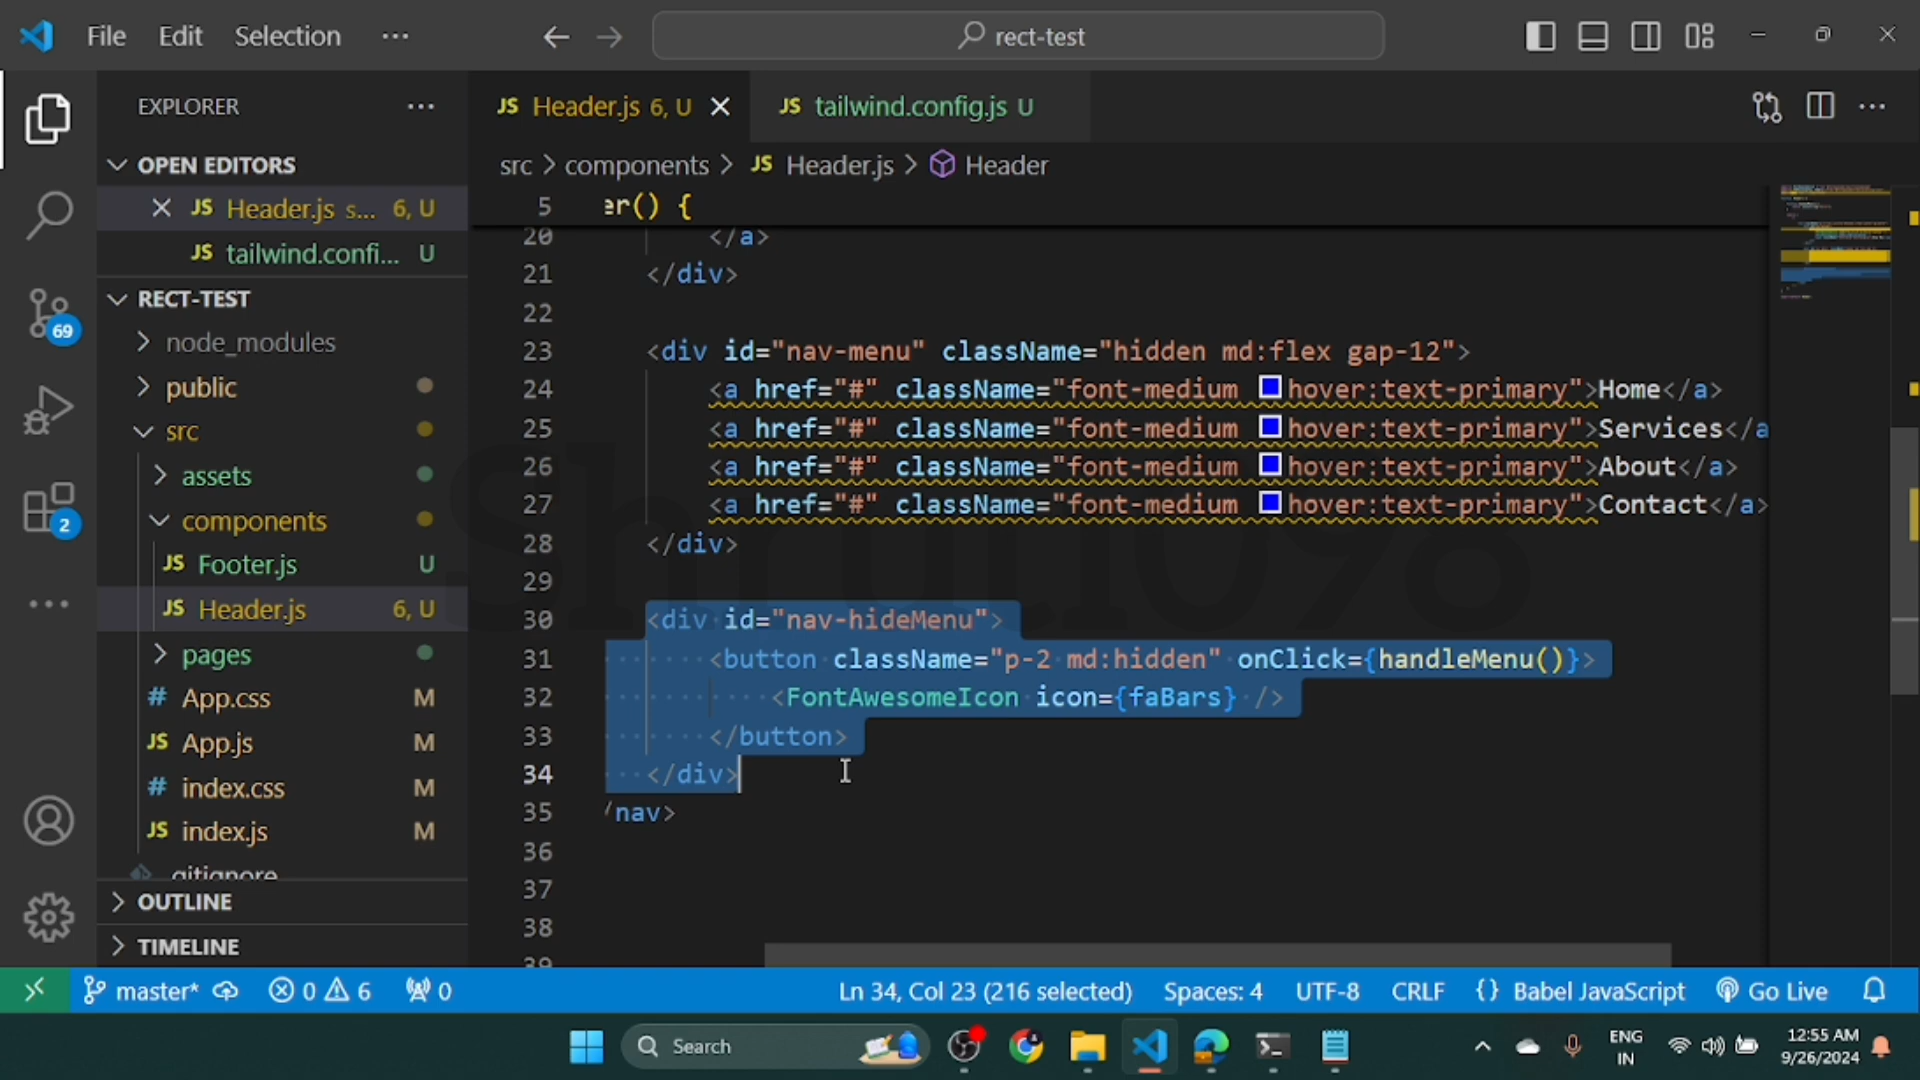 File Edit Selection ··· rect-test
EXPLORER ···
Header.js 6, U
tailwind.config.js U
OPEN EDITORS
src > components > JS Header.js > Header
JS Header.js s... 6, U
JS tailwind.confi... U
RECT-TEST
node_modules
public
src
assets
components
JS Footer.js U
JS Header.js 6, U
pages
# App.css M
JS App.js M
# index.css M
JS index.js M
.gitignore
OUTLINE
TIMELINE
69
2
5 er() {
20 </a>
21 </div>
22
23 <div id="nav-menu" className="hidden md:flex gap-12">
24 <a href="#" className="font-medium hover:text-primary">Home</a>
25 <a href="#" className="font-medium hover:text-primary">Services</a
26 <a href="#" className="font-medium hover:text-primary">About</a>
27 <a href="#" className="font-medium hover:text-primary">Contact</a>
28 </div>
29
30 <div id="nav-hideMenu">
31 <button className="p-2 md:hidden" onClick={handleMenu()}>
32 <FontAwesomeIcon icon={faBars} />
33 </button>
34 </div>
35 /nav>
36
37
38
39
master* 0 6 0 Ln 34, Col 23 (216 selected) Spaces: 4 UTF-8 CRLF {} Babel JavaScript Go Live
Search
ENG
IN
12:55 AM
9/26/2024